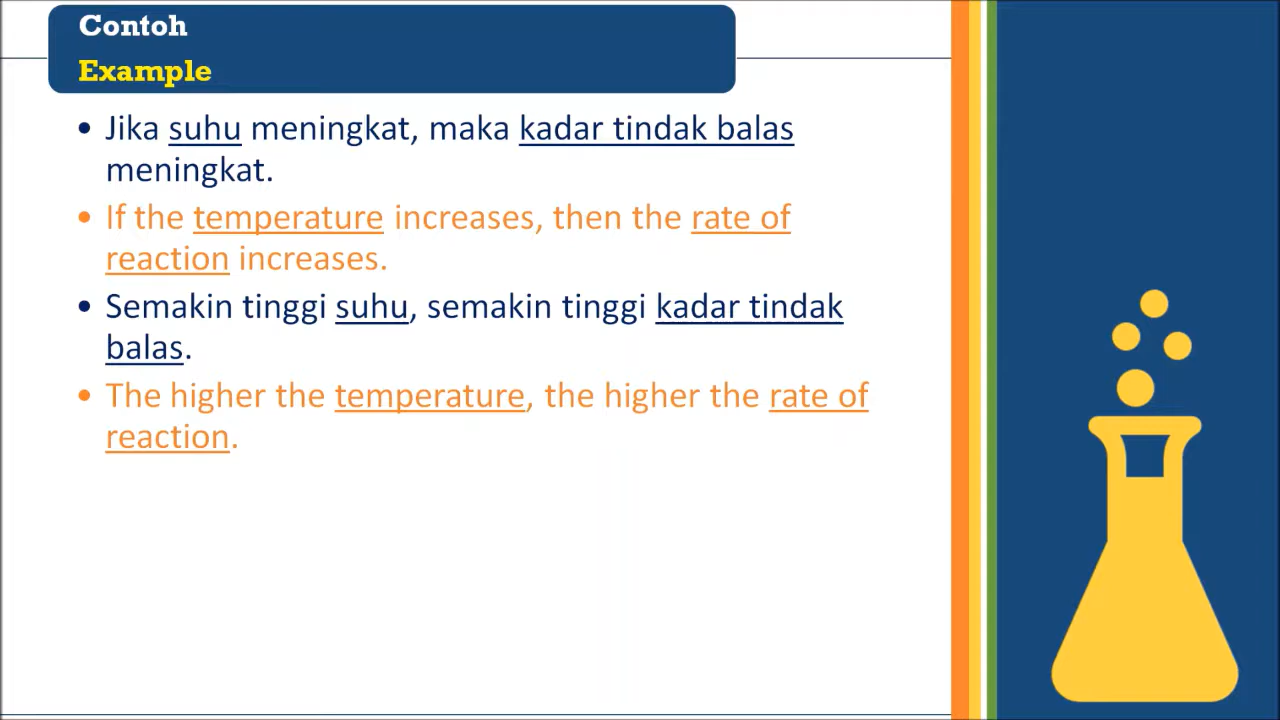 Contoh
Example
• Jika suhu meningkat, maka kadar tindak balas
meningkat.
• If the temperature increases, then the rate of
reaction increases.
• Semakin tinggi suhu, semakin tinggi kadar tindak
balas.
• The higher the temperature, the higher the rate of
reaction.